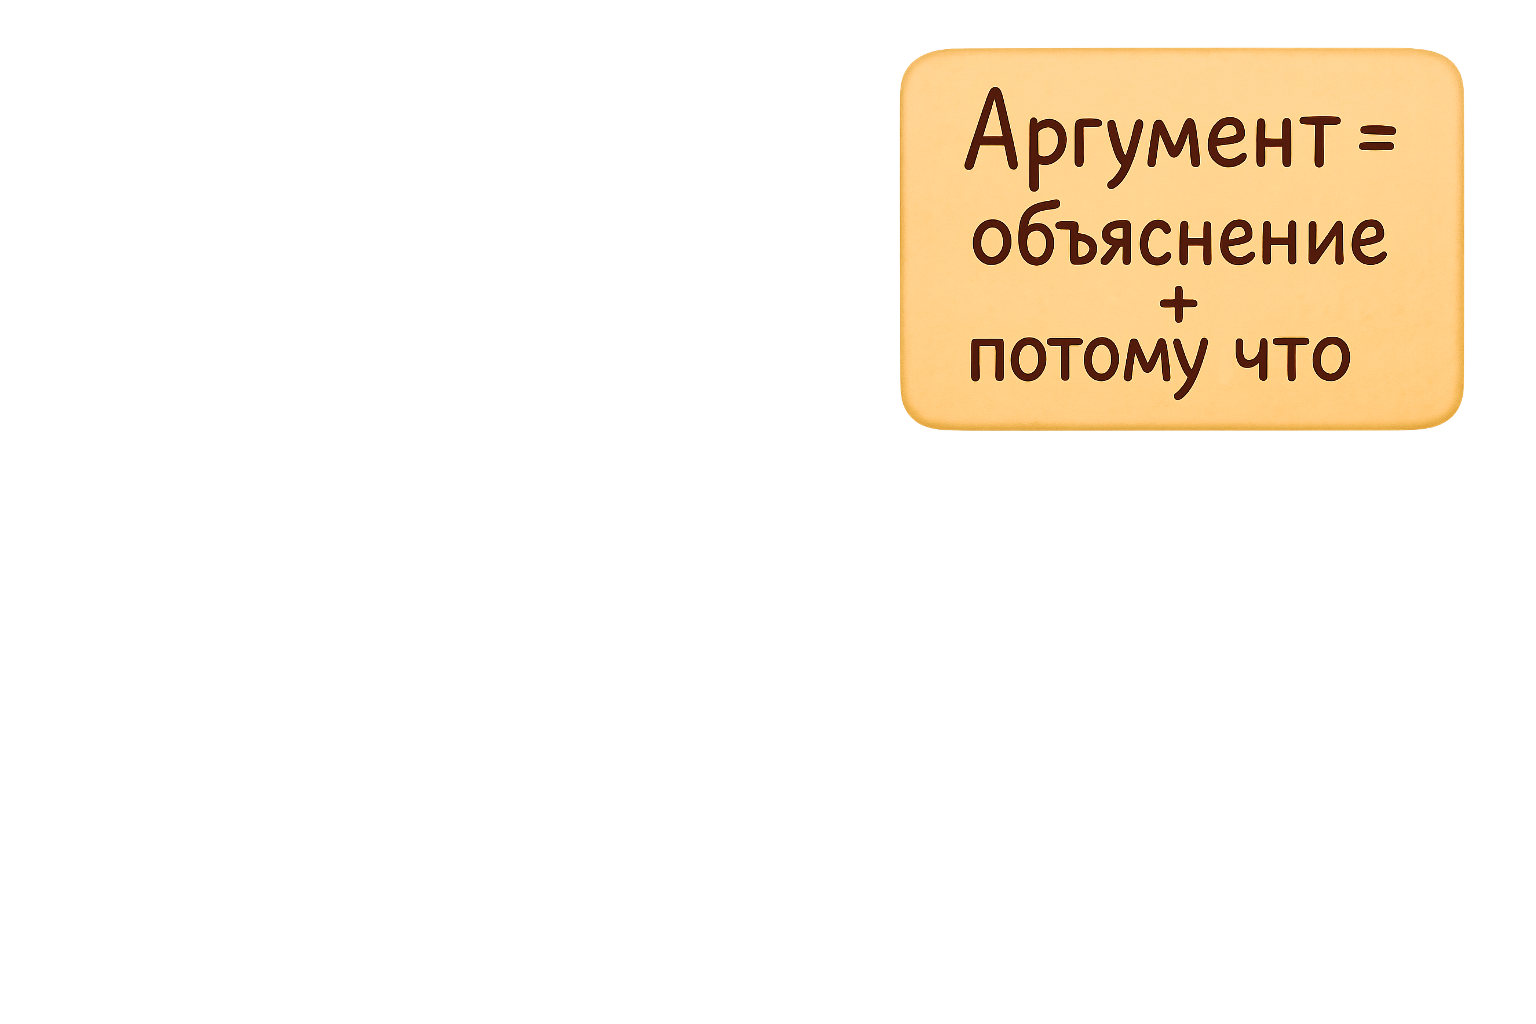 Аргумент =
объяснение
+
потому что